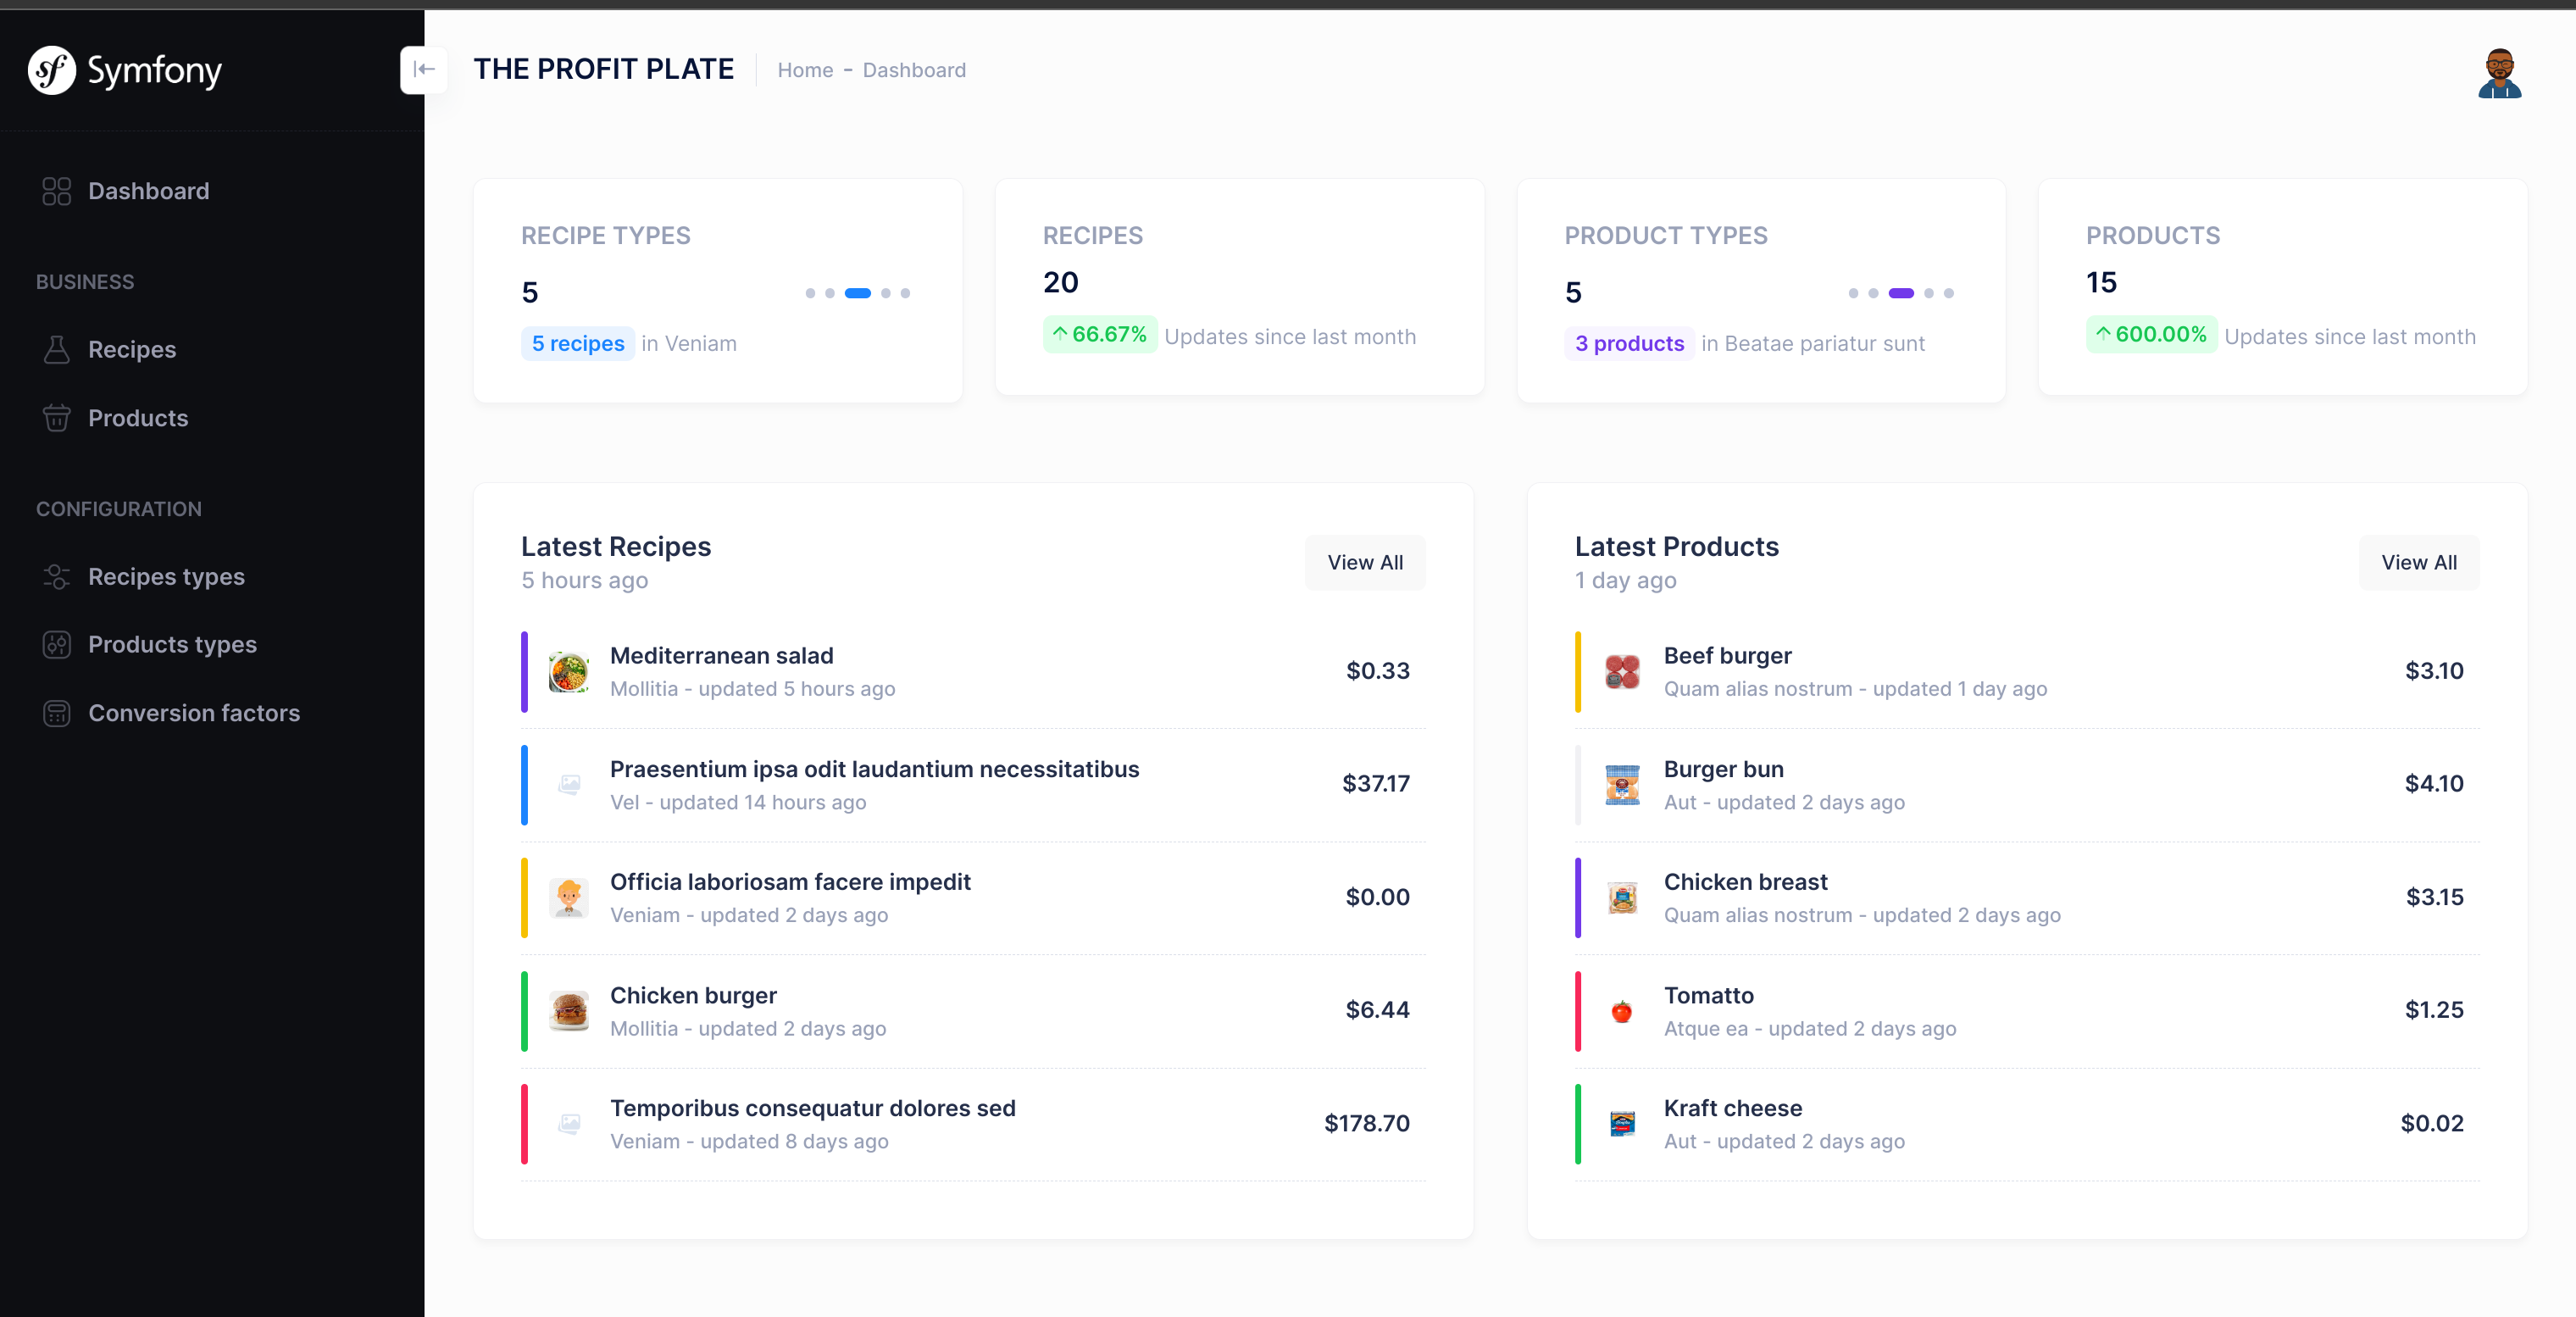 sf Symfony
THE PROFIT PLATE
Home - Dashboard
Dashboard
BUSINESS
Recipes
Products
CONFIGURATION
Recipes types
Products types
Conversion factors
RECIPE TYPES
5
5 recipes in Veniam
RECIPES
20
66.67% Updates since last month
PRODUCT TYPES
5
3 products in Beatae pariatur sunt
PRODUCTS
15
600.00% Updates since last month
Latest Recipes
5 hours ago
View All
Mediterranean salad
Mollitia - updated 5 hours ago
$0.33
Praesentium ipsa odit laudantium necessitatibus
Vel - updated 14 hours ago
$37.17
Officia laboriosam facere impedit
Veniam - updated 2 days ago
$0.00
Chicken burger
Mollitia - updated 2 days ago
$6.44
Temporibus consequatur dolores sed
Veniam - updated 8 days ago
$178.70
Latest Products
1 day ago
View All
Beef burger
Quam alias nostrum - updated 1 day ago
$3.10
Burger bun
Aut - updated 2 days ago
$4.10
Chicken breast
Quam alias nostrum - updated 2 days ago
$3.15
Tomatto
Atque ea - updated 2 days ago
$1.25
Kraft cheese
Aut - updated 2 days ago
$0.02